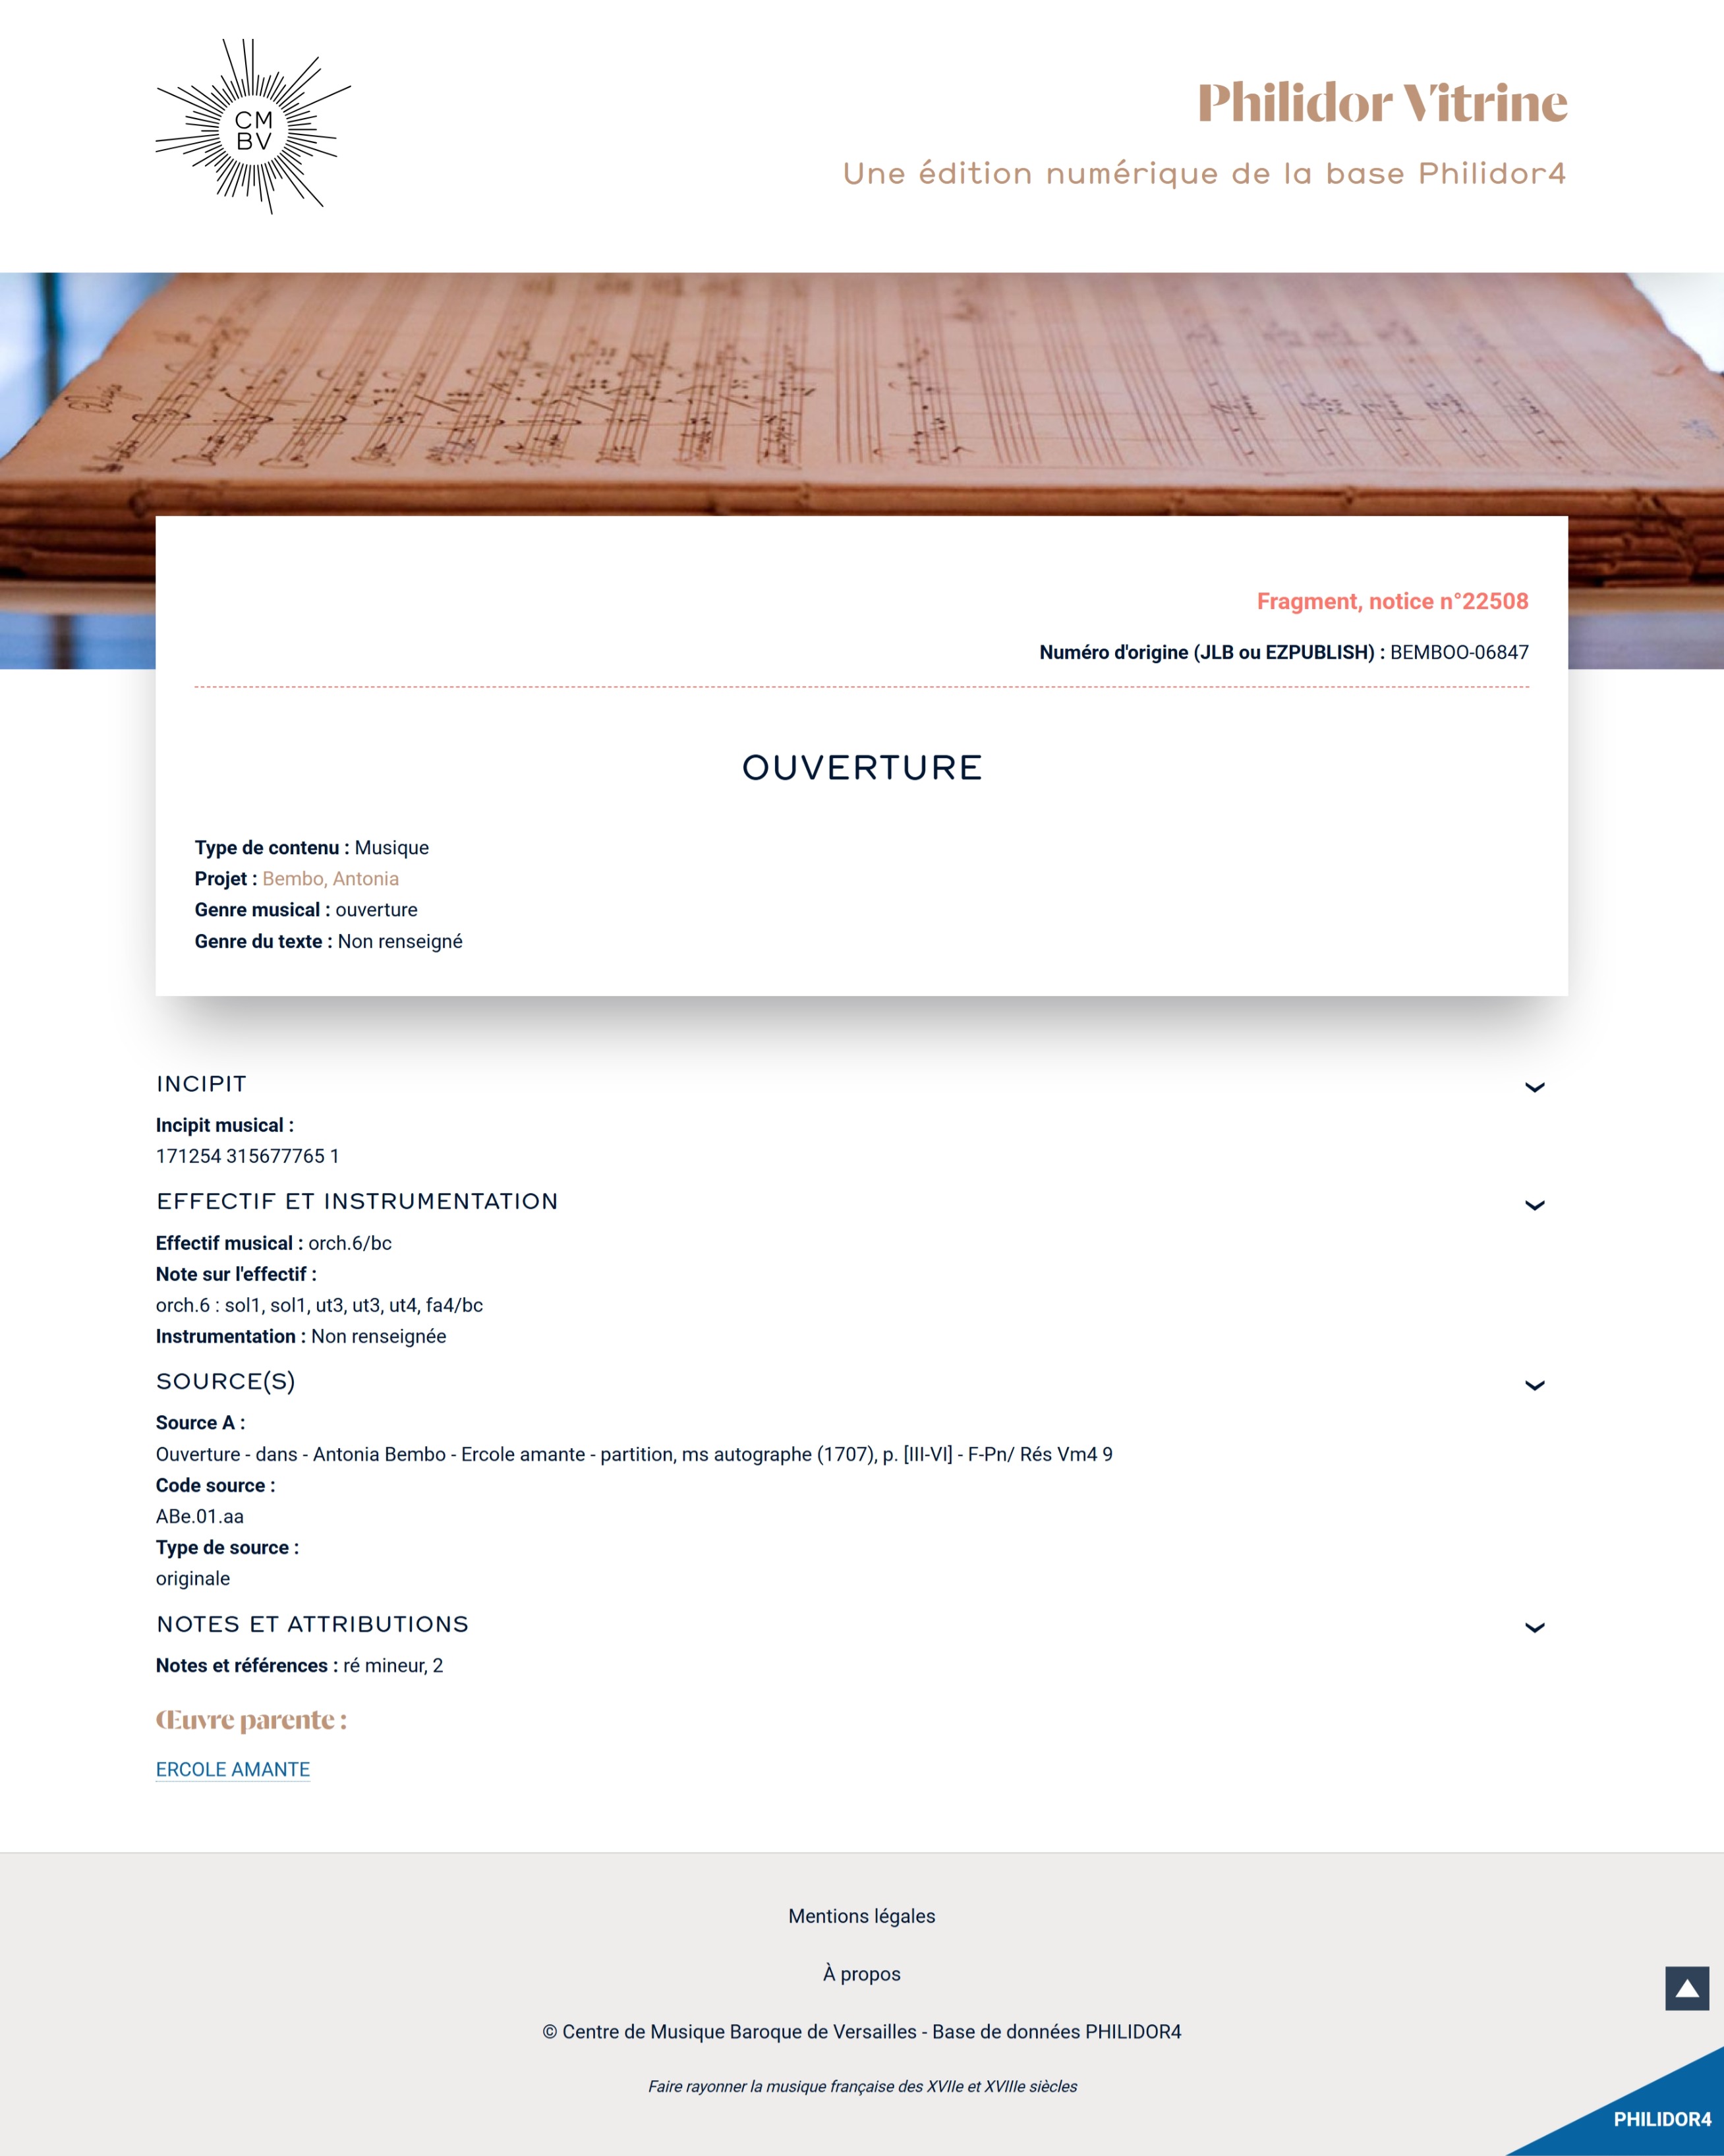 CM
BV
Philidor Vitrine
Une édition numérique de la base Philidor4
Fragment, notice n°22508
Numéro d'origine (JLB ou EZPUBLISH) : BEMBOO-06847
OUVERTURE
Type de contenu : Musique
Projet : Bembo, Antonia
Genre musical : ouverture
Genre du texte : Non renseigné
INCIPIT
Incipit musical :
171254 315677765 1
EFFECTIF ET INSTRUMENTATION
Effectif musical : orch.6/bc
Note sur l'effectif :
orch.6 : sol1, sol1, ut3, ut3, ut4, fa4/bc
Instrumentation : Non renseignée
SOURCE(S)
Source A :
Ouverture - dans - Antonia Bembo - Ercole amante - partition, ms autographe (1707), p. [III-VI] - F-Pn/ Rés Vm4 9
Code source :
ABe.01.aa
Type de source :
originale
NOTES ET ATTRIBUTIONS
Notes et références : ré mineur, 2
Œuvre parente :
ERCOLE AMANTE
Mentions légales
À propos
© Centre de Musique Baroque de Versailles - Base de données PHILIDOR4
Faire rayonner la musique française des XVIIe et XVIIIe siècles
PHILIDOR4